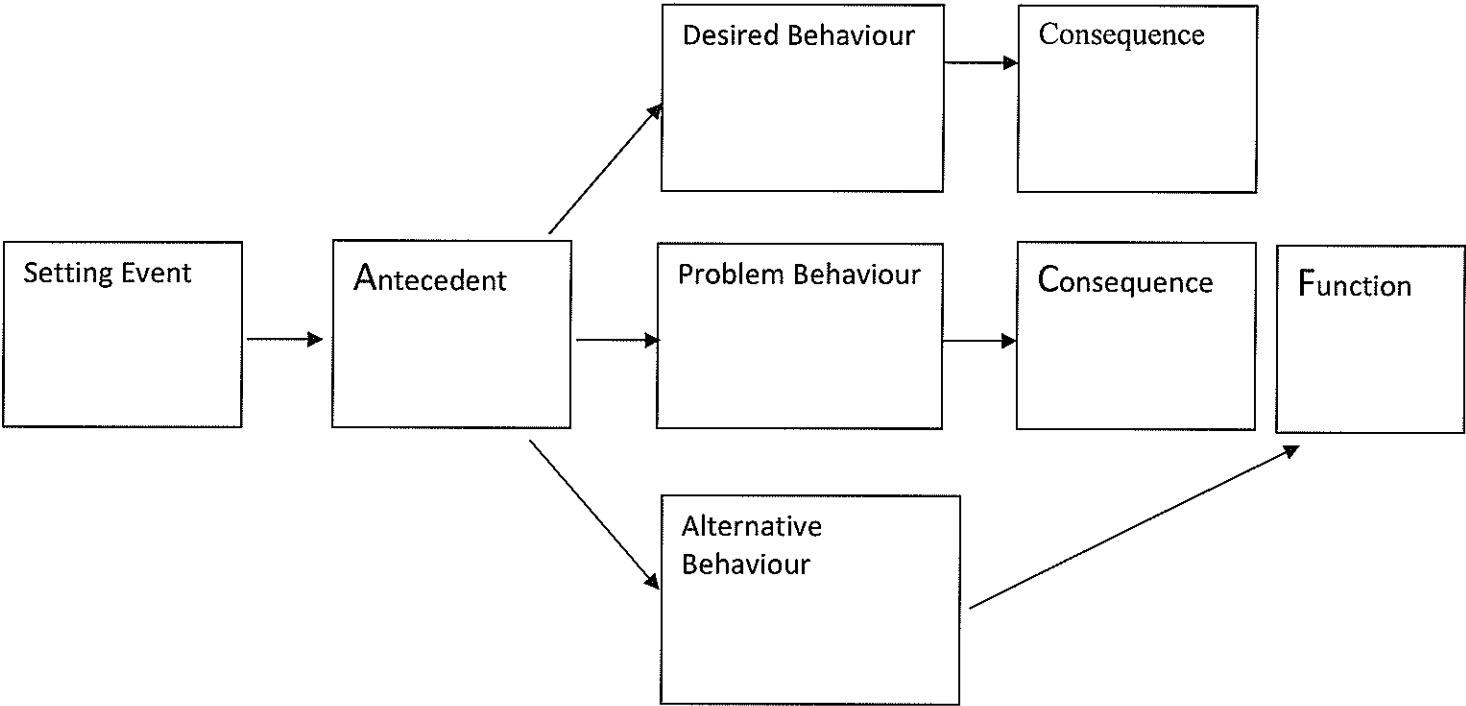 Desired Behaviour
Consequence
Setting Event
Antecedent
Problem Behaviour
Consequence
Function
Alternative
Behaviour